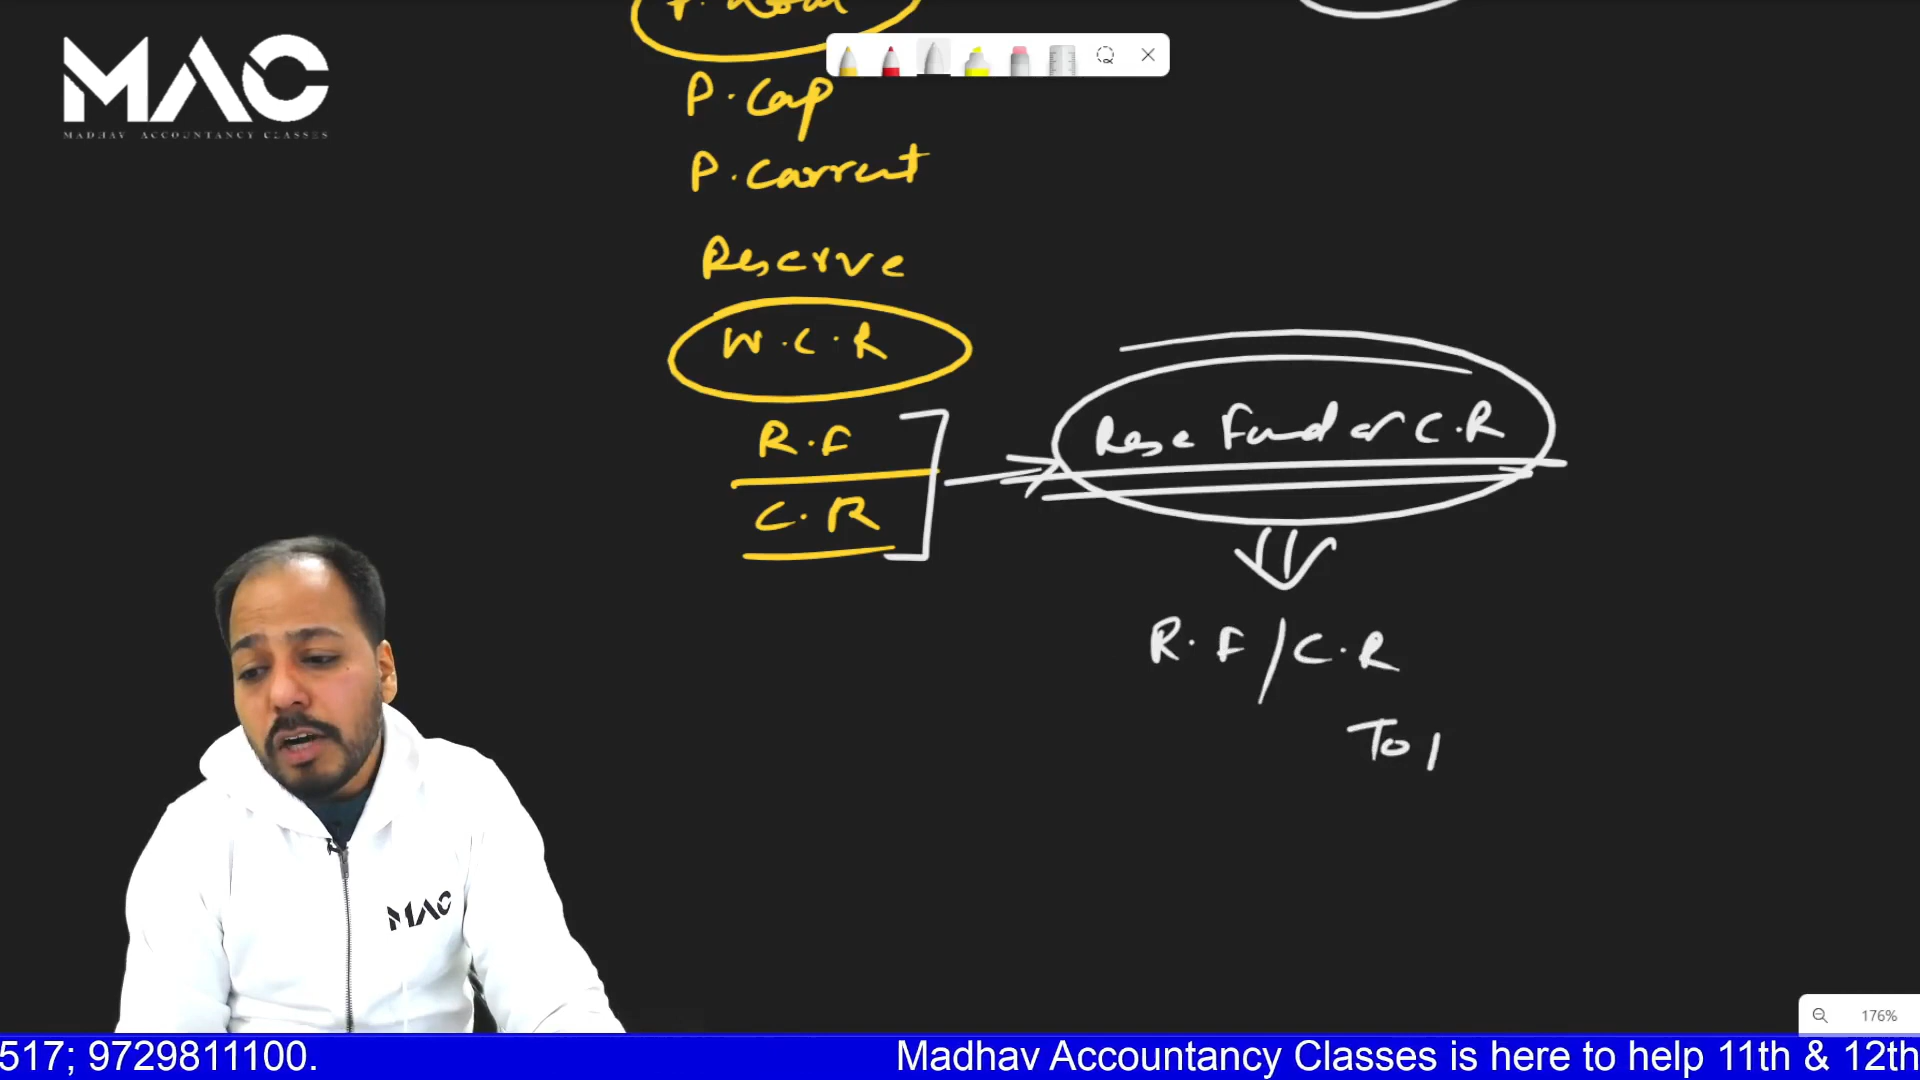 MAC
MADHAV ACCOUNTANCY CLASSES
P. Cap
P. Current
Reserve
W.C.R
R.F
C.R
Rese Fund or C.R
R.F/C.R
To
MAC
176%
517; 9729811100.
Madhav Accountancy Classes is here to help 11th & 12th